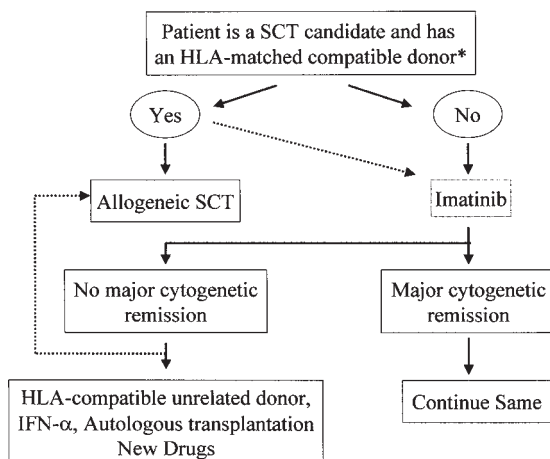 Patient is a SCT candidate and has
an HLA-matched compatible donor*
Yes
No
Allogeneic SCT
Imatinib
No major cytogenetic
remission
Major cytogenetic
remission
HLA-compatible unrelated donor,
IFN-α, Autologous transplantation
New Drugs
Continue Same